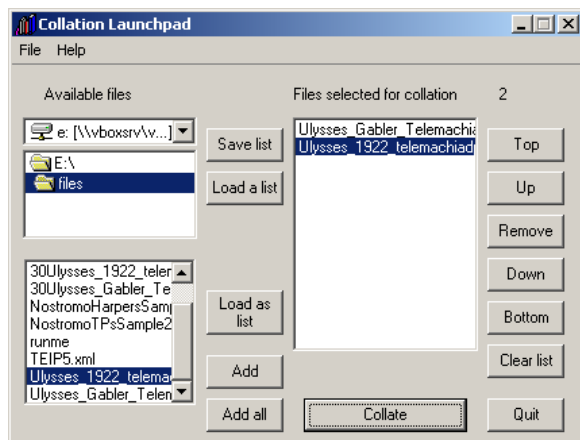 Collation Launchpad
File Help
Available files
Files selected for collation 2
e: [\\vboxsrv\v...]
E:\
files
Save list
Load a list
Ulysses_Gabler_Telemachia
Ulysses_1922_telemachiad
Top
Up
Remove
Down
Bottom
Clear list
30Ulysses_1922_teler
30Ulysses_Gabler_Te
NostromoHarpersSam
NostromoTPsSample2
runme
TEIP5.xml
Ulysses_1922_telema
Ulysses_Gabler_Telen
Load as
list
Add
Add all
Collate
Quit